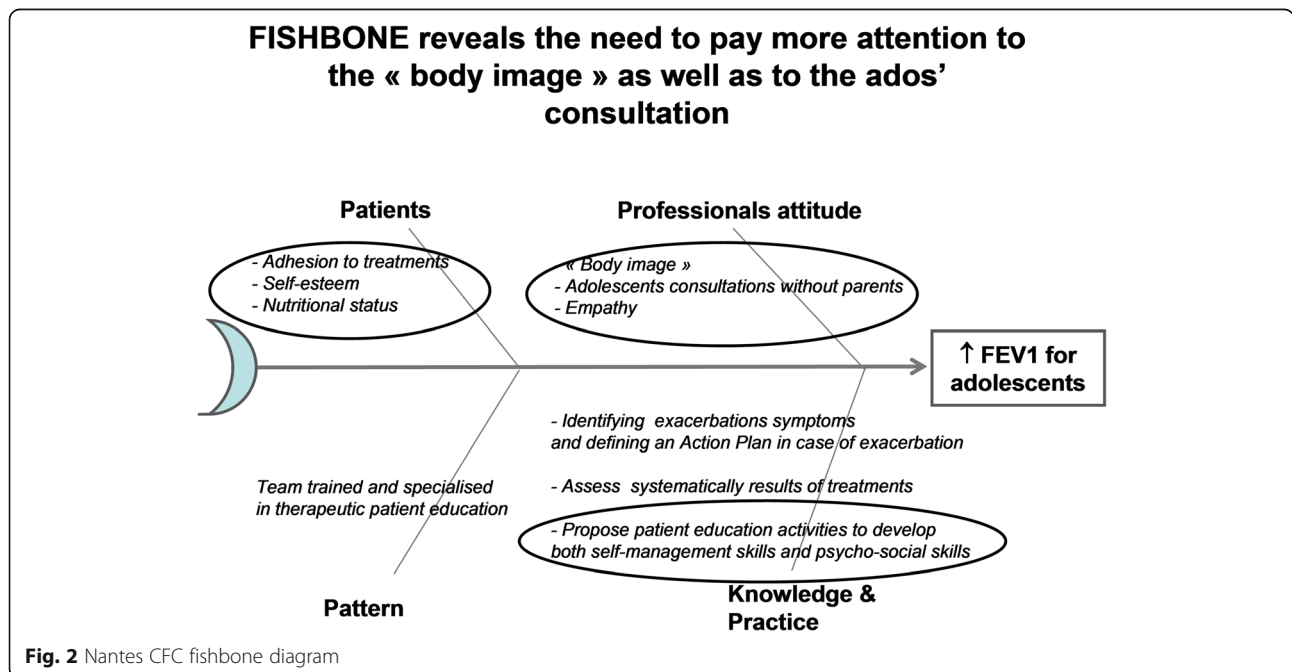 FISHBONE reveals the need to pay more attention to
the « body image » as well as to the ados'
consultation
Patients
Professionals attitude
- Adhesion to treatments
- Self-esteem
- Nutritional status
« Body image »
- Adolescents consultations without parents
- Empathy
↑ FEV1 for
adolescents
- Identifying exacerbations symptoms
and defining an Action Plan in case of exacerbation
Team trained and specialised
in therapeutic patient education
- Assess systematically results of treatments
- Propose patient education activities to develop
both self-management skills and psycho-social skills
Pattern
Knowledge &
Practice
Fig. 2 Nantes CFC fishbone diagram